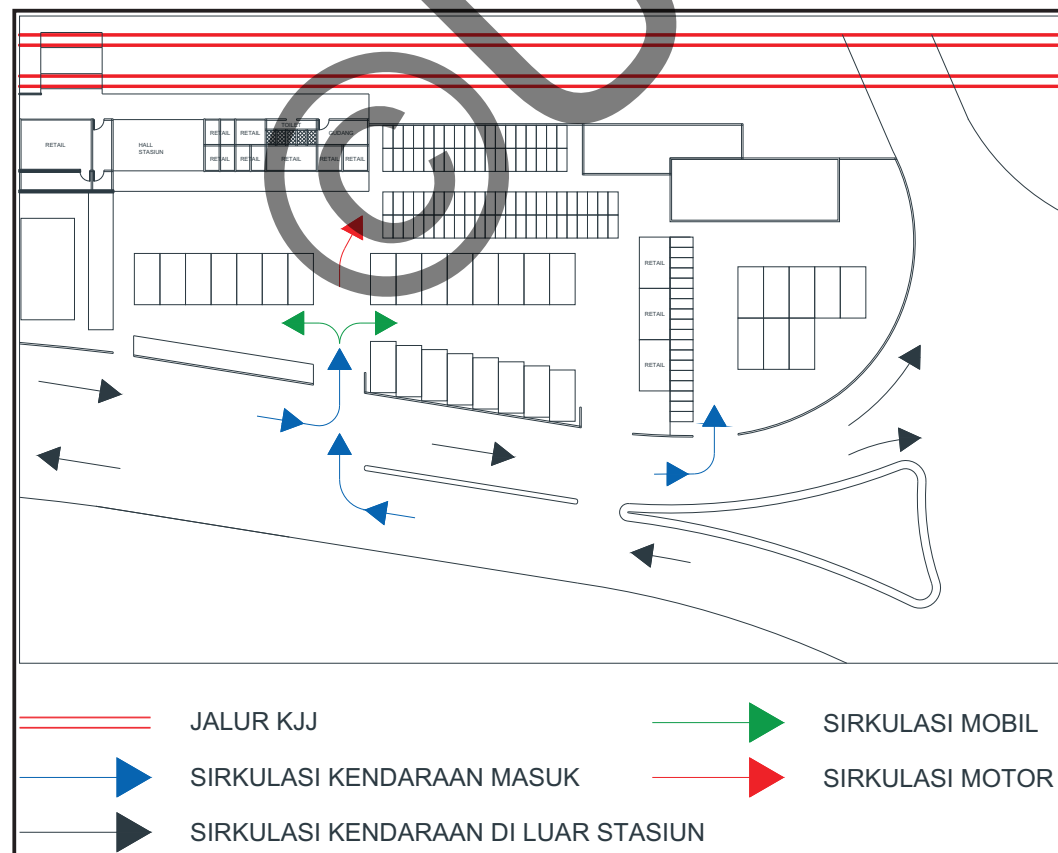 TOILET
RETAIL
RETAIL
GUDANG
RETAIL
HALL
STASIUN
RETAIL
RETAIL
RETAIL
RETAIL
RETAIL
RETAIL
RETAIL
RETAIL
JALUR KJJ
SIRKULASI MOBIL
SIRKULASI KENDARAAN MASUK
SIRKULASI MOTOR
SIRKULASI KENDARAAN DI LUAR STASIUN